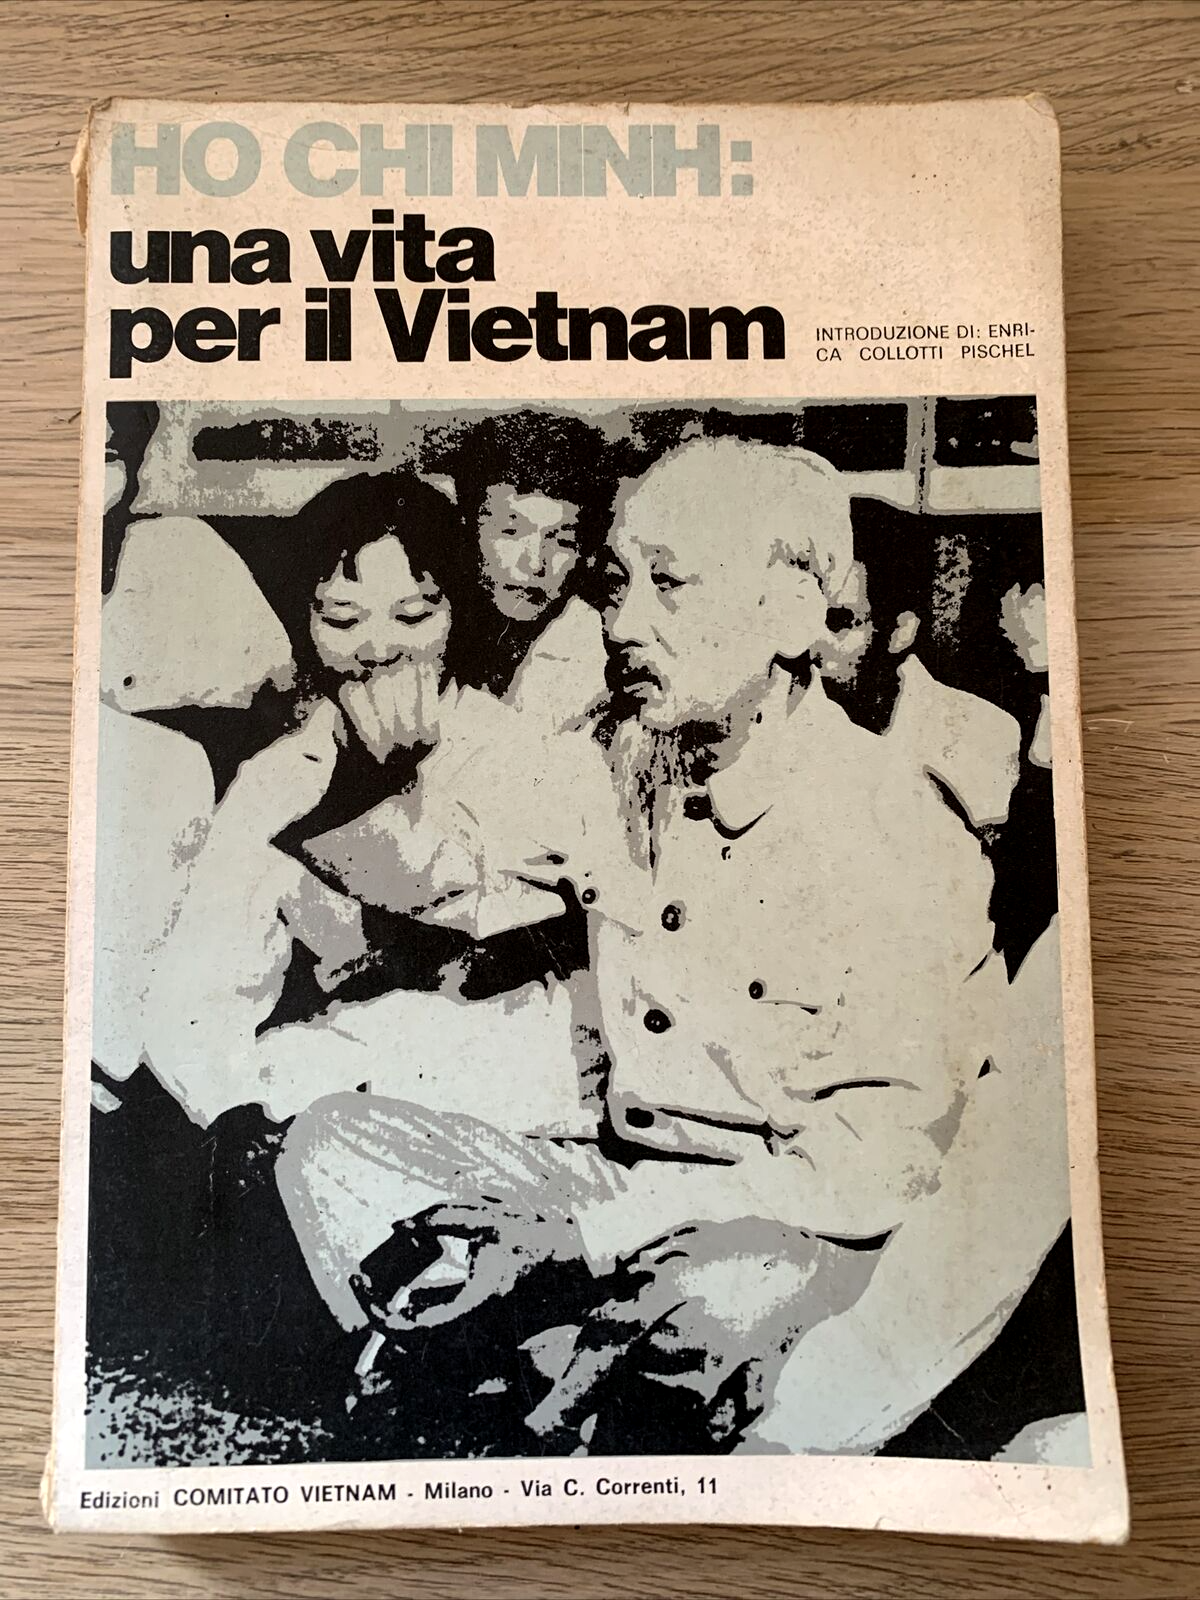 HO CHI MINH:
una vita
per il Vietnam
INTRODUZIONE DI: ENRI-
CA COLLOTTI PISCHEL
Edizioni COMITATO VIETNAM - Milano - Via C. Correnti, 11